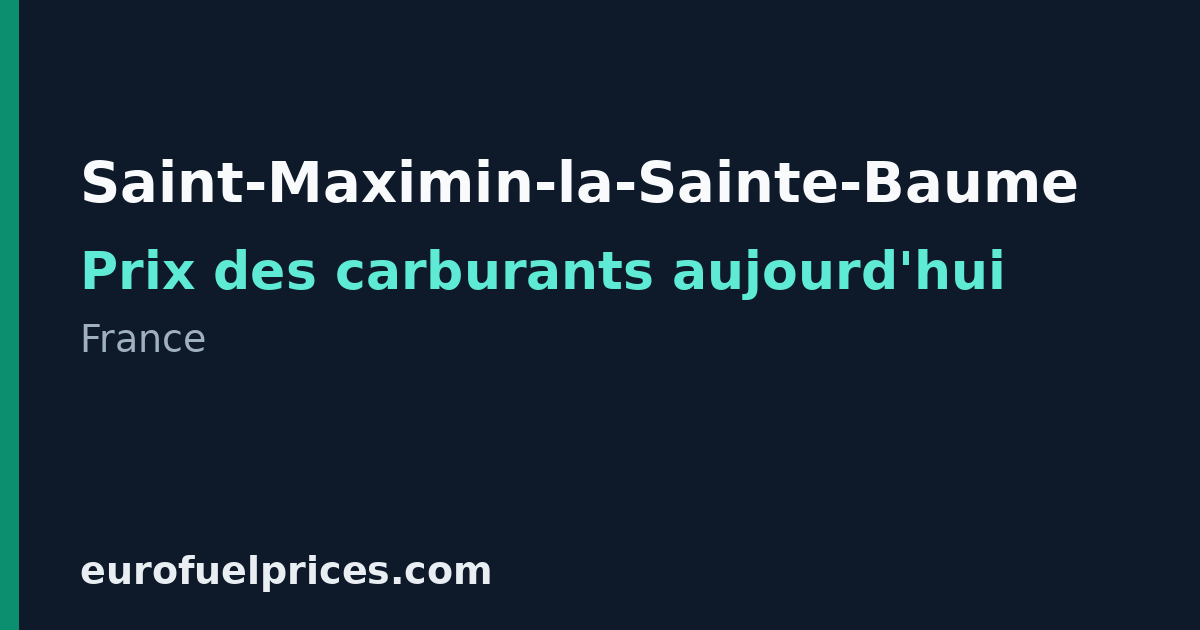 Saint-Maximin-la-Sainte-Baume
Prix des carburants aujourd'hui
France
eurofuelprices.com